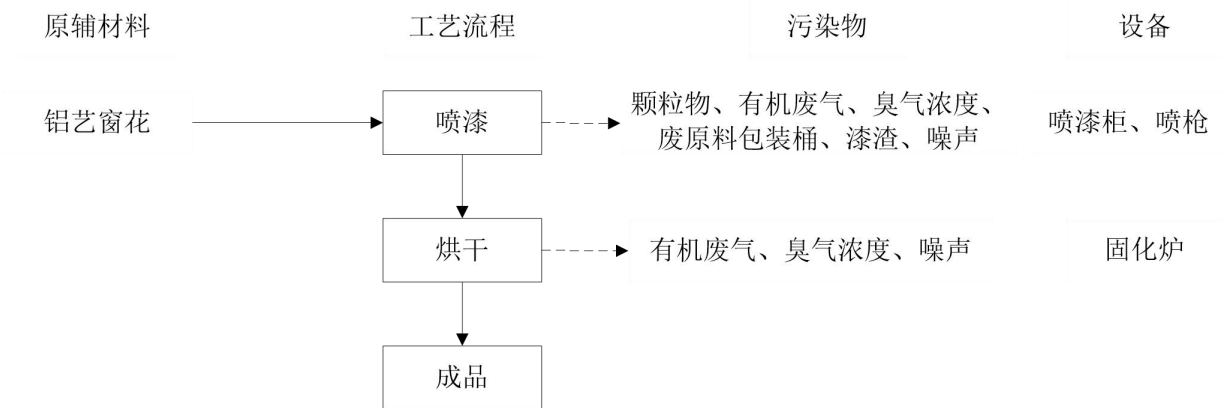 原辅材料 工艺流程 污染物 设备
铝艺窗花 喷漆 颗粒物、有机废气、臭气浓度、
废原料包装桶、漆渣、噪声 喷漆柜、喷枪
烘干 有机废气、臭气浓度、噪声 固化炉
成品